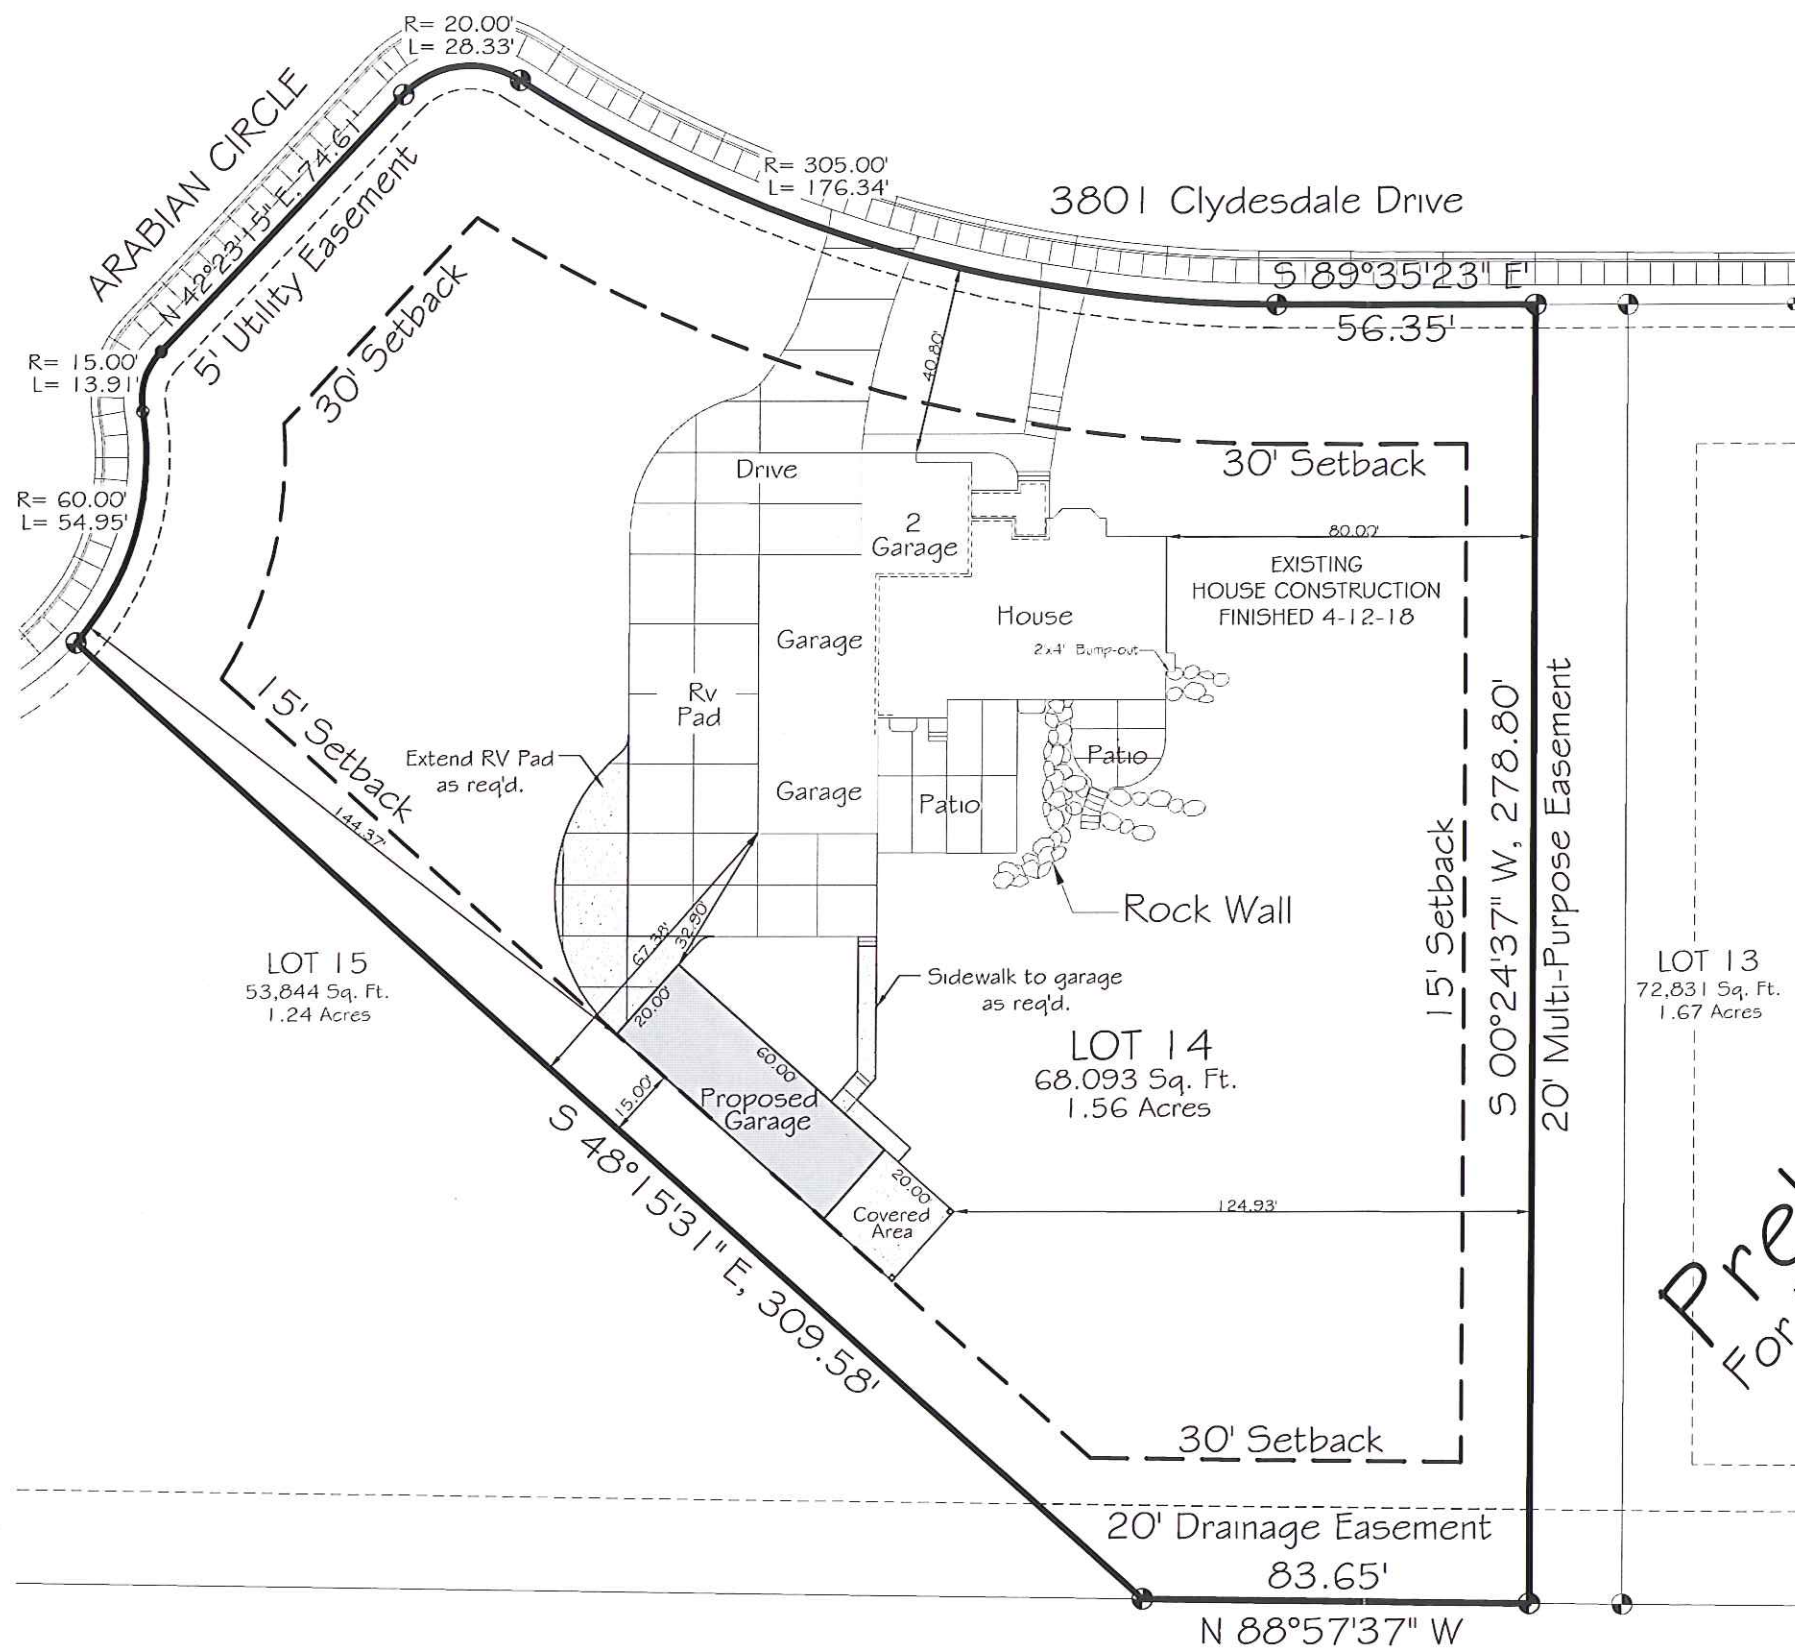 R= 20.00'
L= 28.33'
ARABIAN CIRCLE
N 42°23'15" E, 74.61'
5' Utility Easement
30' Setback
R= 305.00'
L= 176.34'
3801 Clydesdale Drive
S 89°35'23" E'
56.35'
R= 15.00'
L= 13.91'
40.80'
R= 60.00'
L= 54.95'
Drive
30' Setback
2
Garage
80.00'
EXISTING
HOUSE CONSTRUCTION
FINISHED 4-12-18
House
Garage
2x4' Bump-out
Rv
Pad
15' Setback
Extend RV Pad
as req'd.
144.37'
Garage
Patio
Patio
Rock Wall
15' Setback
S 00°24'37" W, 278.80'
20' Multi-Purpose Easement
67.38'
32.80'
LOT 15
53,844 Sq. Ft.
1.24 Acres
Sidewalk to garage
as req'd.
LOT 13
72,831 Sq. Ft.
1.67 Acres
20.00'
LOT 14
68.093 Sq. Ft.
1.56 Acres
60.00'
15.00'
Proposed
Garage
S 48°15'31" E, 309.58'
20.00'
Covered
Area
124.93'
For
30' Setback
20' Drainage Easement
83.65'
N 88°57'37" W